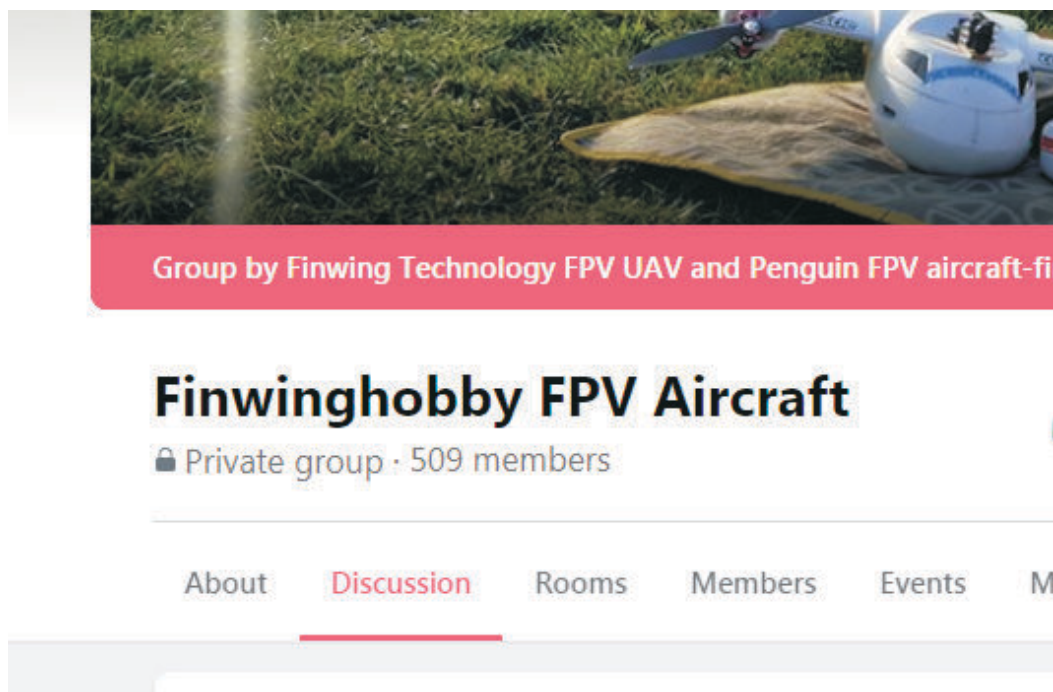 Group by Finwing Technology FPV UAV and Penguin FPV aircraft-fi
Finwinghobby FPV Aircraft
Private group · 509 members
About Discussion Rooms Members Events M